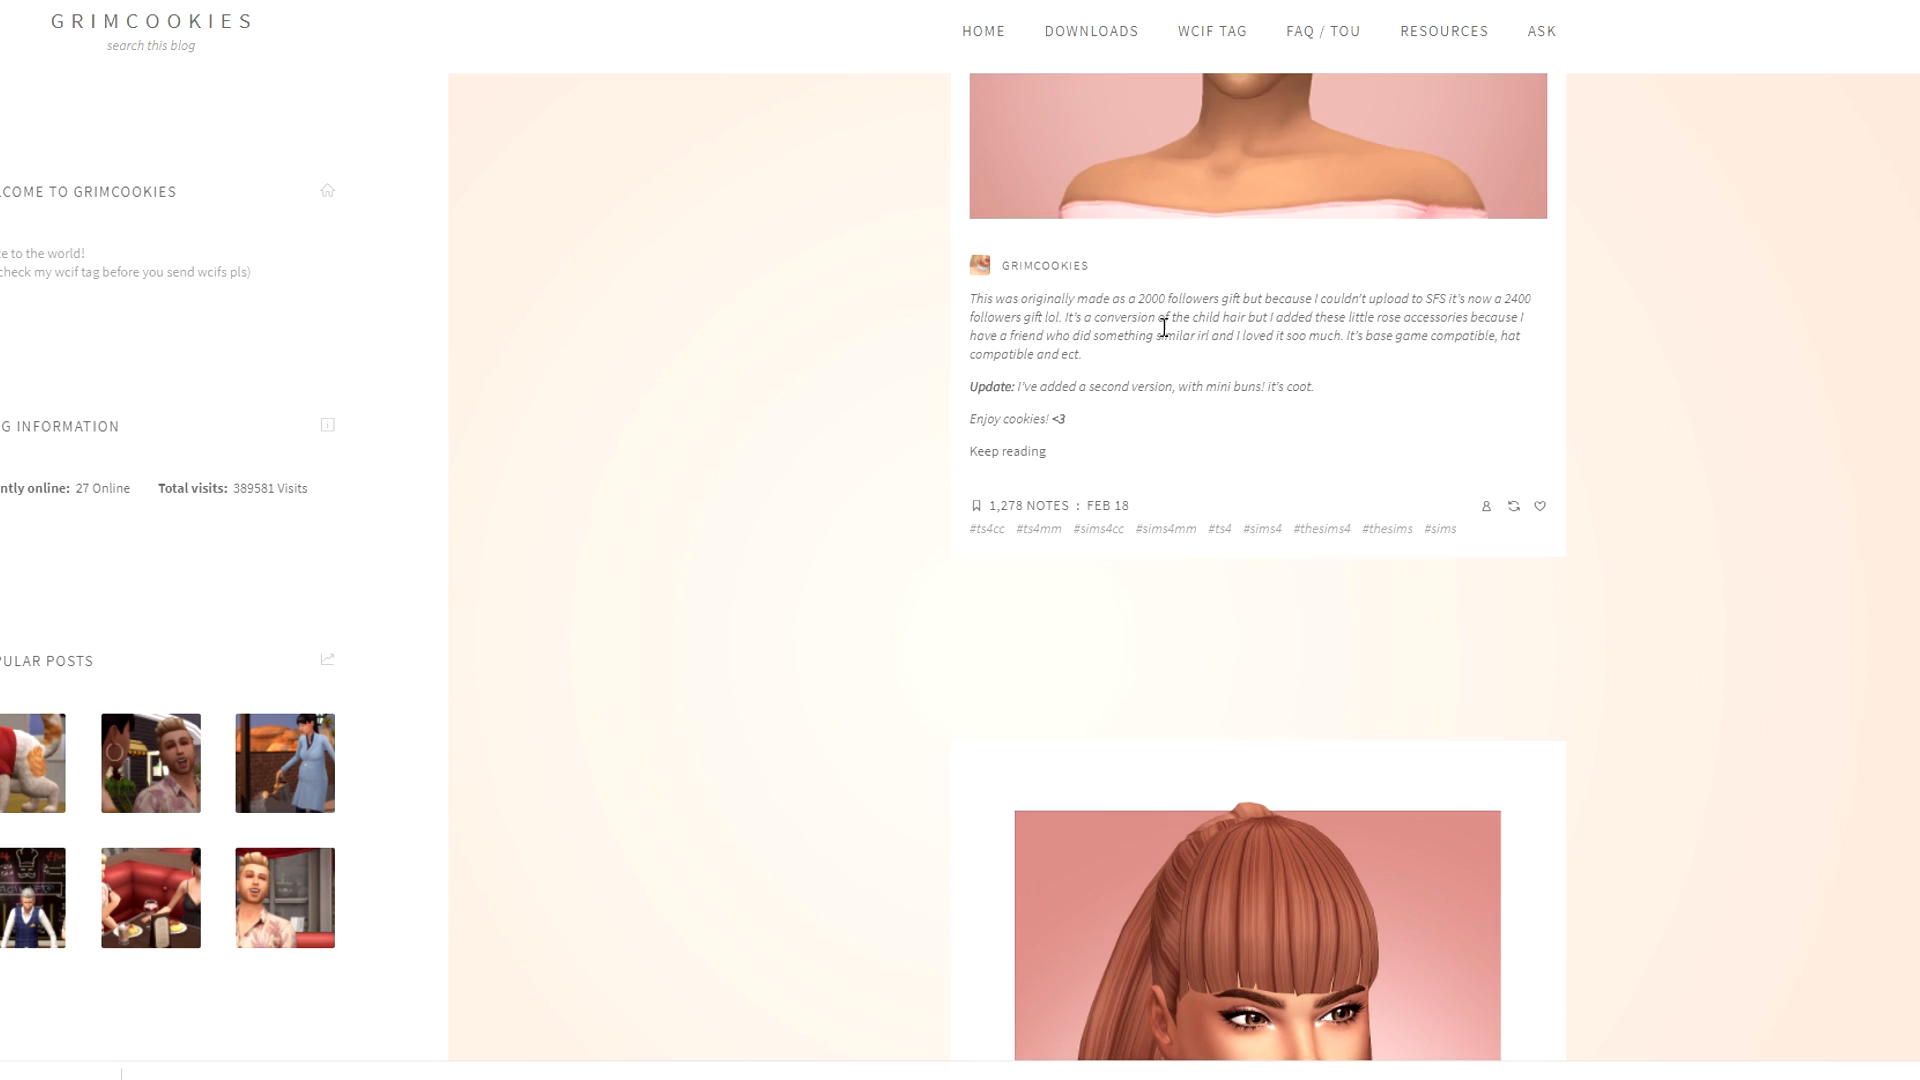 GRIMCOOKIES
search this blog
HOME DOWNLOADS WCIF TAG FAQ / TOU RESOURCES ASK
LCOME TO GRIMCOOKIES
e to the world!
check my wcif tag before you send wcifs pls)
G INFORMATION
ntly online: 27 Online Total visits: 389581 Visits
PULAR POSTS
GRIMCOOKIES
This was originally made as a 2000 followers gift but because I couldn't upload to SFS it's now a 2400
followers gift lol. It's a conversion of the child hair but I added these little rose accessories because I
have a friend who did something similar irl and I loved it soo much. It's base game compatible, hat
compatible and ect.
Update: I've added a second version, with mini buns! it's coot.
Enjoy cookies! <3
Keep reading
1,278 NOTES : FEB 18
#ts4cc #ts4mm #sims4cc #sims4mm #ts4 #sims4 #thesims4 #thesims #sims